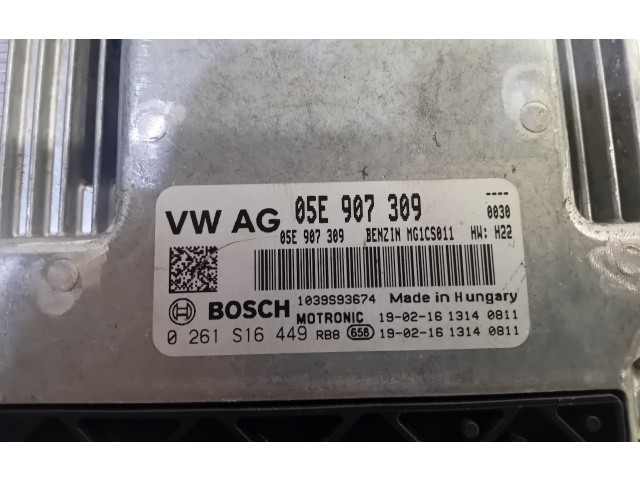 ----
VW AG 05E 907 309 0030
05E 907 309 BENZIN MG1CS011 HW: H22
1039S93674 Made in Hungary
BOSCH MOTRONIC 19-02-16 1314 0811
0 261 S16 449 RB8 658 19-02-16 1314 0811